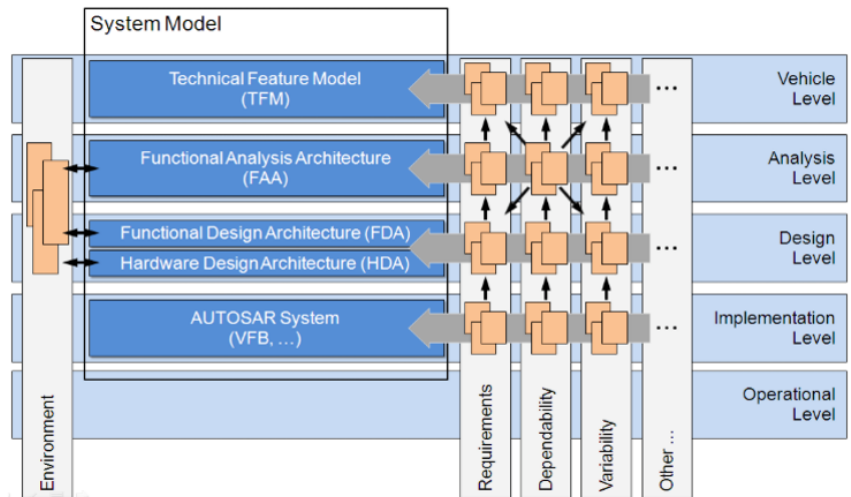 System Model
Technical Feature Model
(TFM)
...
Vehicle
Level
Functional Analysis Architecture
(FAA)
Analysis
Level
Functional Design Architecture (FDA)
Hardware Design Architecture (HDA)
...
Design
Level
AUTOSAR System
(VFB, ...)
...
Implementation
Level
Operational
Level
Environment
Requirements
Dependability
Variability
Other ...